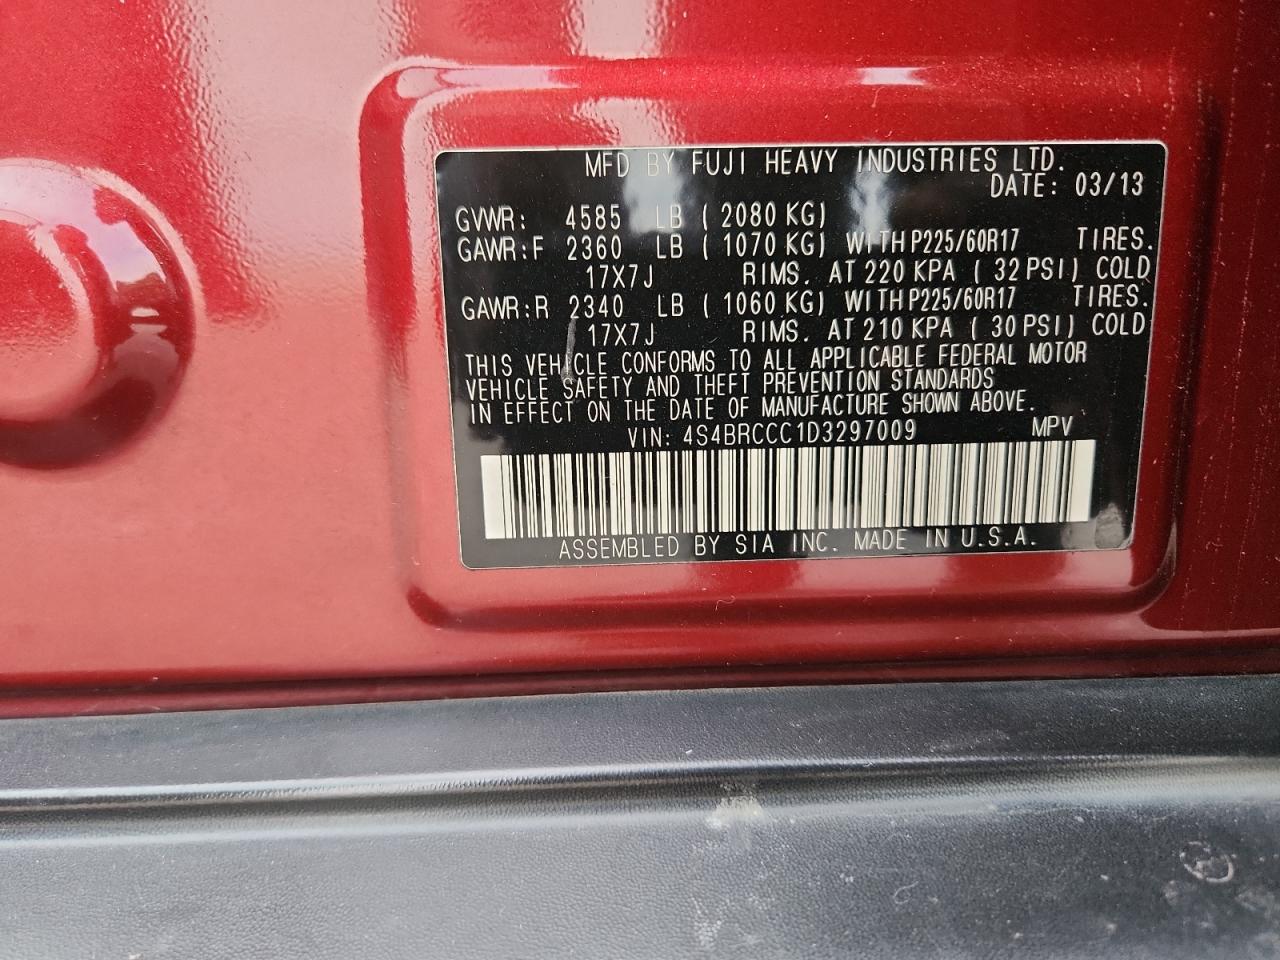 MFD BY FUJI HEAVY INDUSTRIES LTD.
DATE: 03/13
GVWR: 4585 LB ( 2080 KG)
GAWR:F 2360 LB ( 1070 KG) WITH P225/60R17 TIRES.
17X7J RIMS. AT 220 KPA ( 32 PSI) COLD
GAWR:R 2340 LB ( 1060 KG) WITH P225/60R17 TIRES.
17X7J RIMS. AT 210 KPA ( 30 PSI) COLD
THIS VEHICLE CONFORMS TO ALL APPLICABLE FEDERAL MOTOR
VEHICLE SAFETY AND THEFT PREVENTION STANDARDS
IN EFFECT ON THE DATE OF MANUFACTURE SHOWN ABOVE.
VIN: 4S4BRCCC1D3297009 MPV
ASSEMBLED BY SIA INC. MADE IN U.S.A.